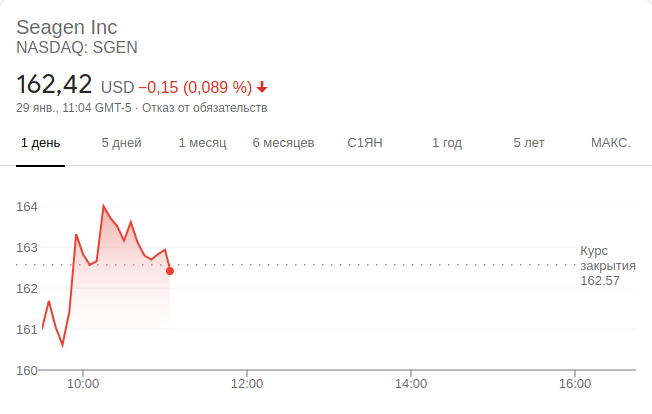 Seagen Inc
NASDAQ: SGEN
162,42 USD −0,15 (0,089 %)
29 янв., 11:04 GMT-5 · Отказ от обязательств
1 день 5 дней 1 месяц 6 месяцев С1ЯН 1 год 5 лет МАКС.
164
163
162
161
160
Курс
закрытия
162,57
10:00 12:00 14:00 16:00